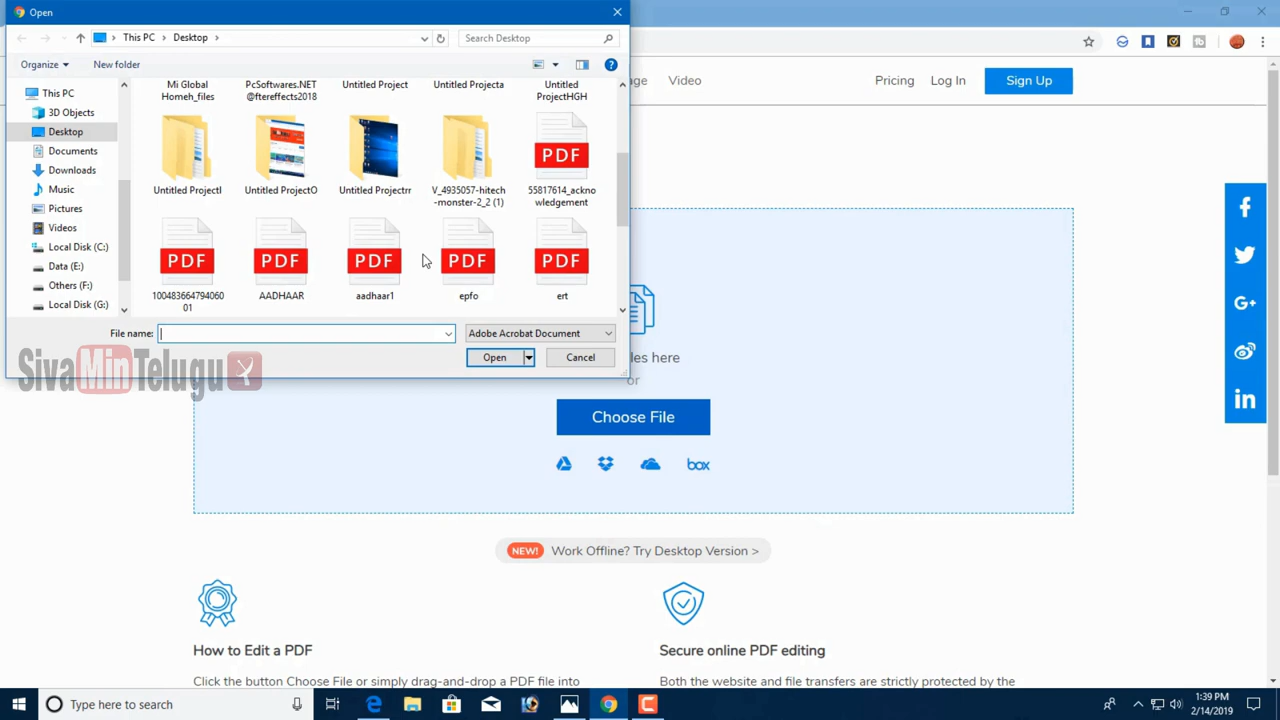 Open
This PC > Desktop >
Search Desktop
Organize
New folder
This PC
3D Objects
Desktop
Documents
Downloads
Music
Pictures
Videos
Local Disk (C:)
Data (E:)
Others (F:)
Local Disk (G:)
Mi Global
Homeh_files
PcSoftwares.NET
@ftereffects2018
Untitled Project
Untitled Projecta
Untitled
ProjectHGH
Untitled ProjectI
Untitled ProjectO
Untitled Projectrr
V_4935057-hitech
-monster-2_2 (1)
PDF
55817614_ackno
wledgement
PDF
100483664794060
01
PDF
AADHAAR
PDF
aadhaar1
PDF
epfo
PDF
ert
File name:
Adobe Acrobat Document
Open
Cancel
SivaMinTelugu
Video
Pricing
Log In
Sign Up
les here
or
Choose File
box
NEW! Work Offline? Try Desktop Version >
How to Edit a PDF
Click the button Choose File or simply drag-and-drop a PDF file into
Secure online PDF editing
Both the website and file transfers are strictly protected by the
f
G+
in
Type here to search
1:39 PM
2/14/2019